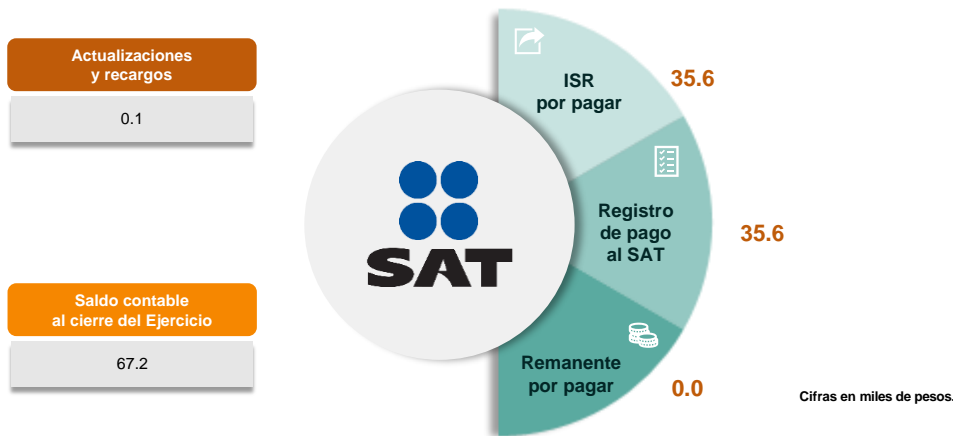 Actualizaciones
y recargos
0.1
Saldo contable
al cierre del Ejercicio
67.2
SAT
ISR
por pagar
35.6
Registro
de pago
al SAT
35.6
Remanente
por pagar
0.0
Cifras en miles de pesos.